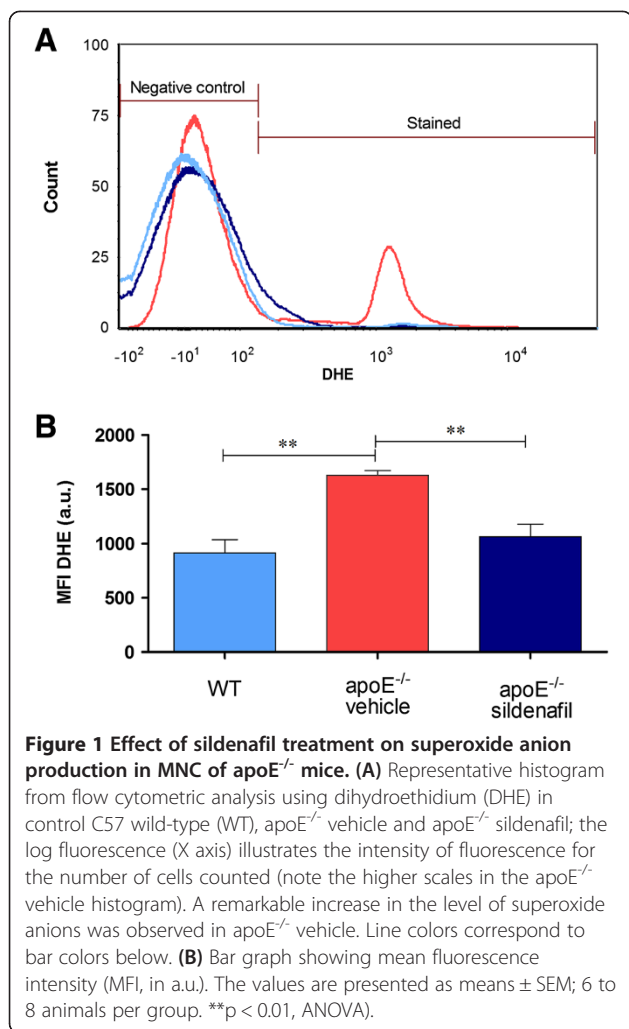 A
100
75
50
25
0
Count
Negative control
Stained
-10² -10¹ 10² 10³ 10⁴
DHE
B
2000
1500
1000
500
0
MFI DHE (a.u.)
** **
WT apoE⁻/⁻ vehicle apoE⁻/⁻ sildenafil
Figure 1 Effect of sildenafil treatment on superoxide anion
production in MNC of apoE⁻/⁻ mice. (A) Representative histogram
from flow cytometric analysis using dihydroethidium (DHE) in
control C57 wild-type (WT), apoE⁻/⁻ vehicle and apoE⁻/⁻ sildenafil; the
log fluorescence (X axis) illustrates the intensity of fluorescence for
the number of cells counted (note the higher scales in the apoE⁻/⁻
vehicle histogram). A remarkable increase in the level of superoxide
anions was observed in apoE⁻/⁻ vehicle. Line colors correspond to
bar colors below. (B) Bar graph showing mean fluorescence
intensity (MFI, in a.u.). The values are presented as means ± SEM; 6 to
8 animals per group. **p < 0.01, ANOVA).